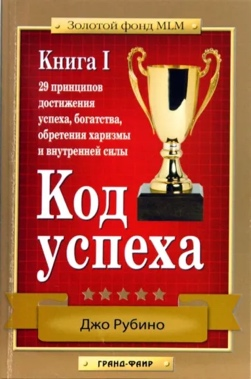 Золотой фонд MLM
Книга I
29 принципов
достижения
успеха, богатства,
обретения харизмы
и внутренней силы
Код
успеха
Джо Рубино
ГРАНД-ФАИР